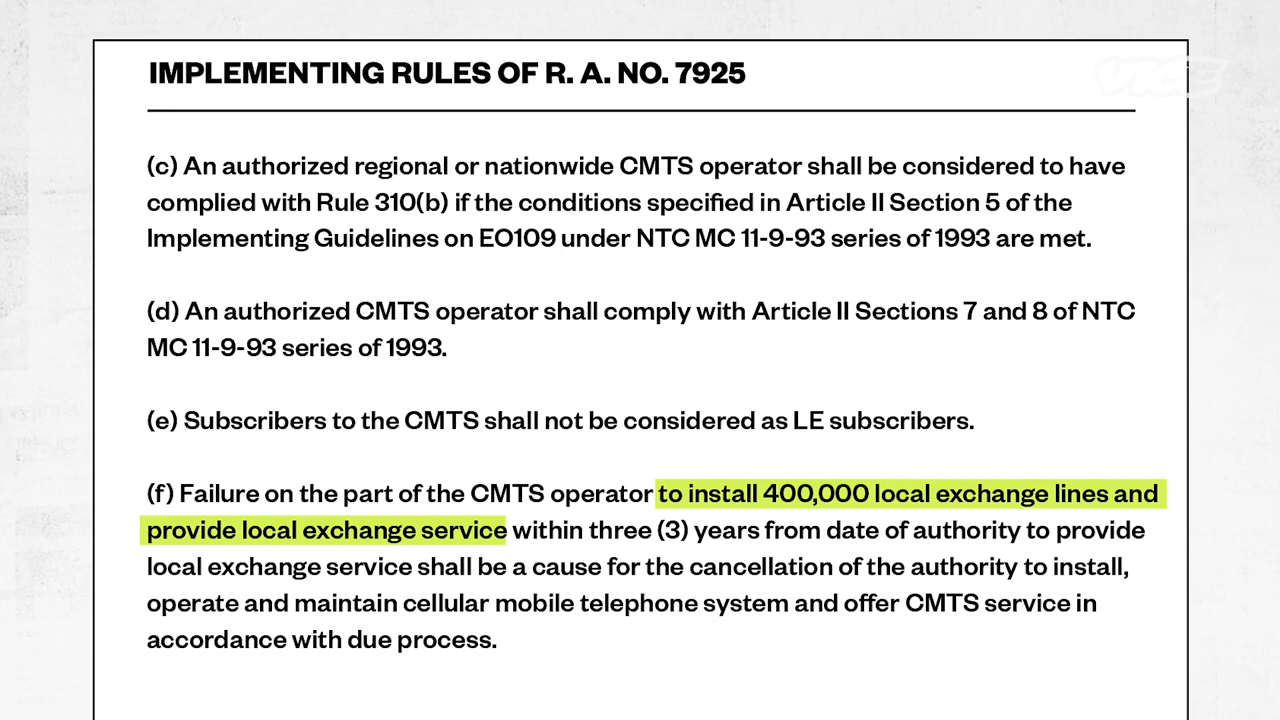 IMPLEMENTING RULES OF R. A. NO. 7925
VICE
(c) An authorized regional or nationwide CMTS operator shall be considered to have
complied with Rule 310(b) if the conditions specified in Article II Section 5 of the
Implementing Guidelines on EO109 under NTC MC 11-9-93 series of 1993 are met.
(d) An authorized CMTS operator shall comply with Article II Sections 7 and 8 of NTC
MC 11-9-93 series of 1993.
(e) Subscribers to the CMTS shall not be considered as LE subscribers.
(f) Failure on the part of the CMTS operator to install 400,000 local exchange lines and
provide local exchange service within three (3) years from date of authority to provide
local exchange service shall be a cause for the cancellation of the authority to install,
operate and maintain cellular mobile telephone system and offer CMTS service in
accordance with due process.